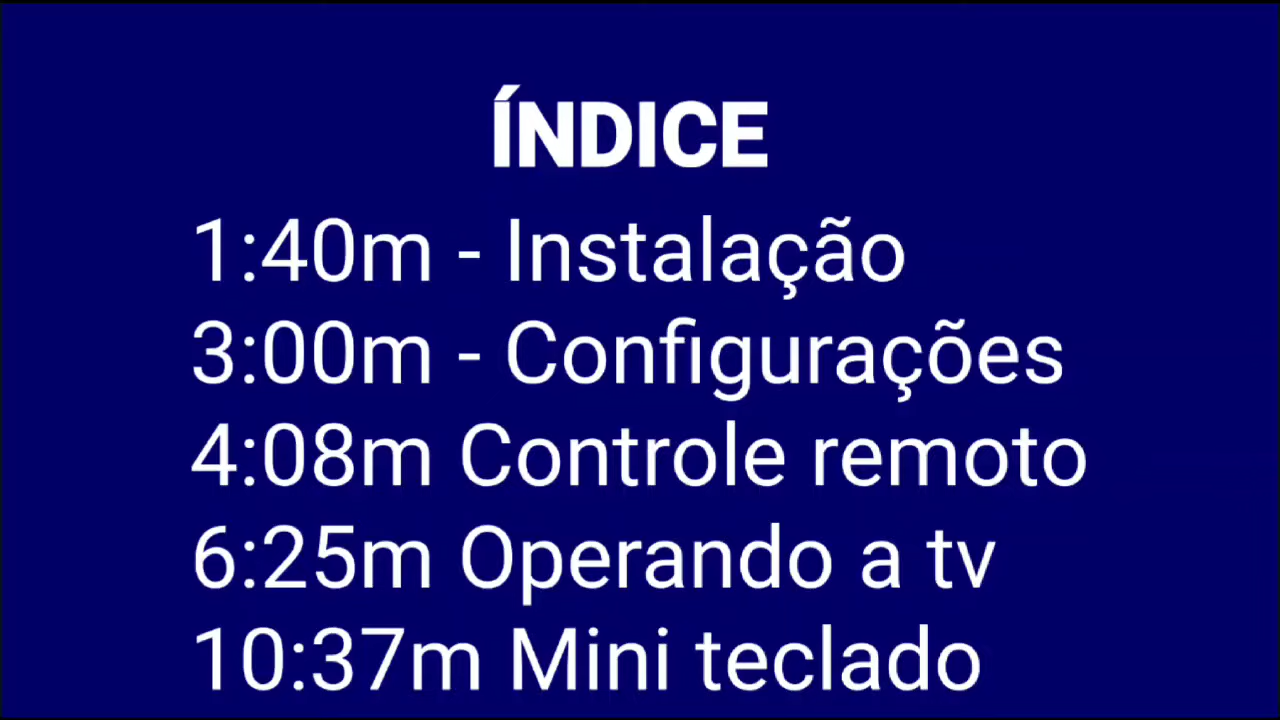 ÍNDICE
1:40m - Instalação
3:00m - Configurações
4:08m Controle remoto
6:25m Operando a tv
10:37m Mini teclado